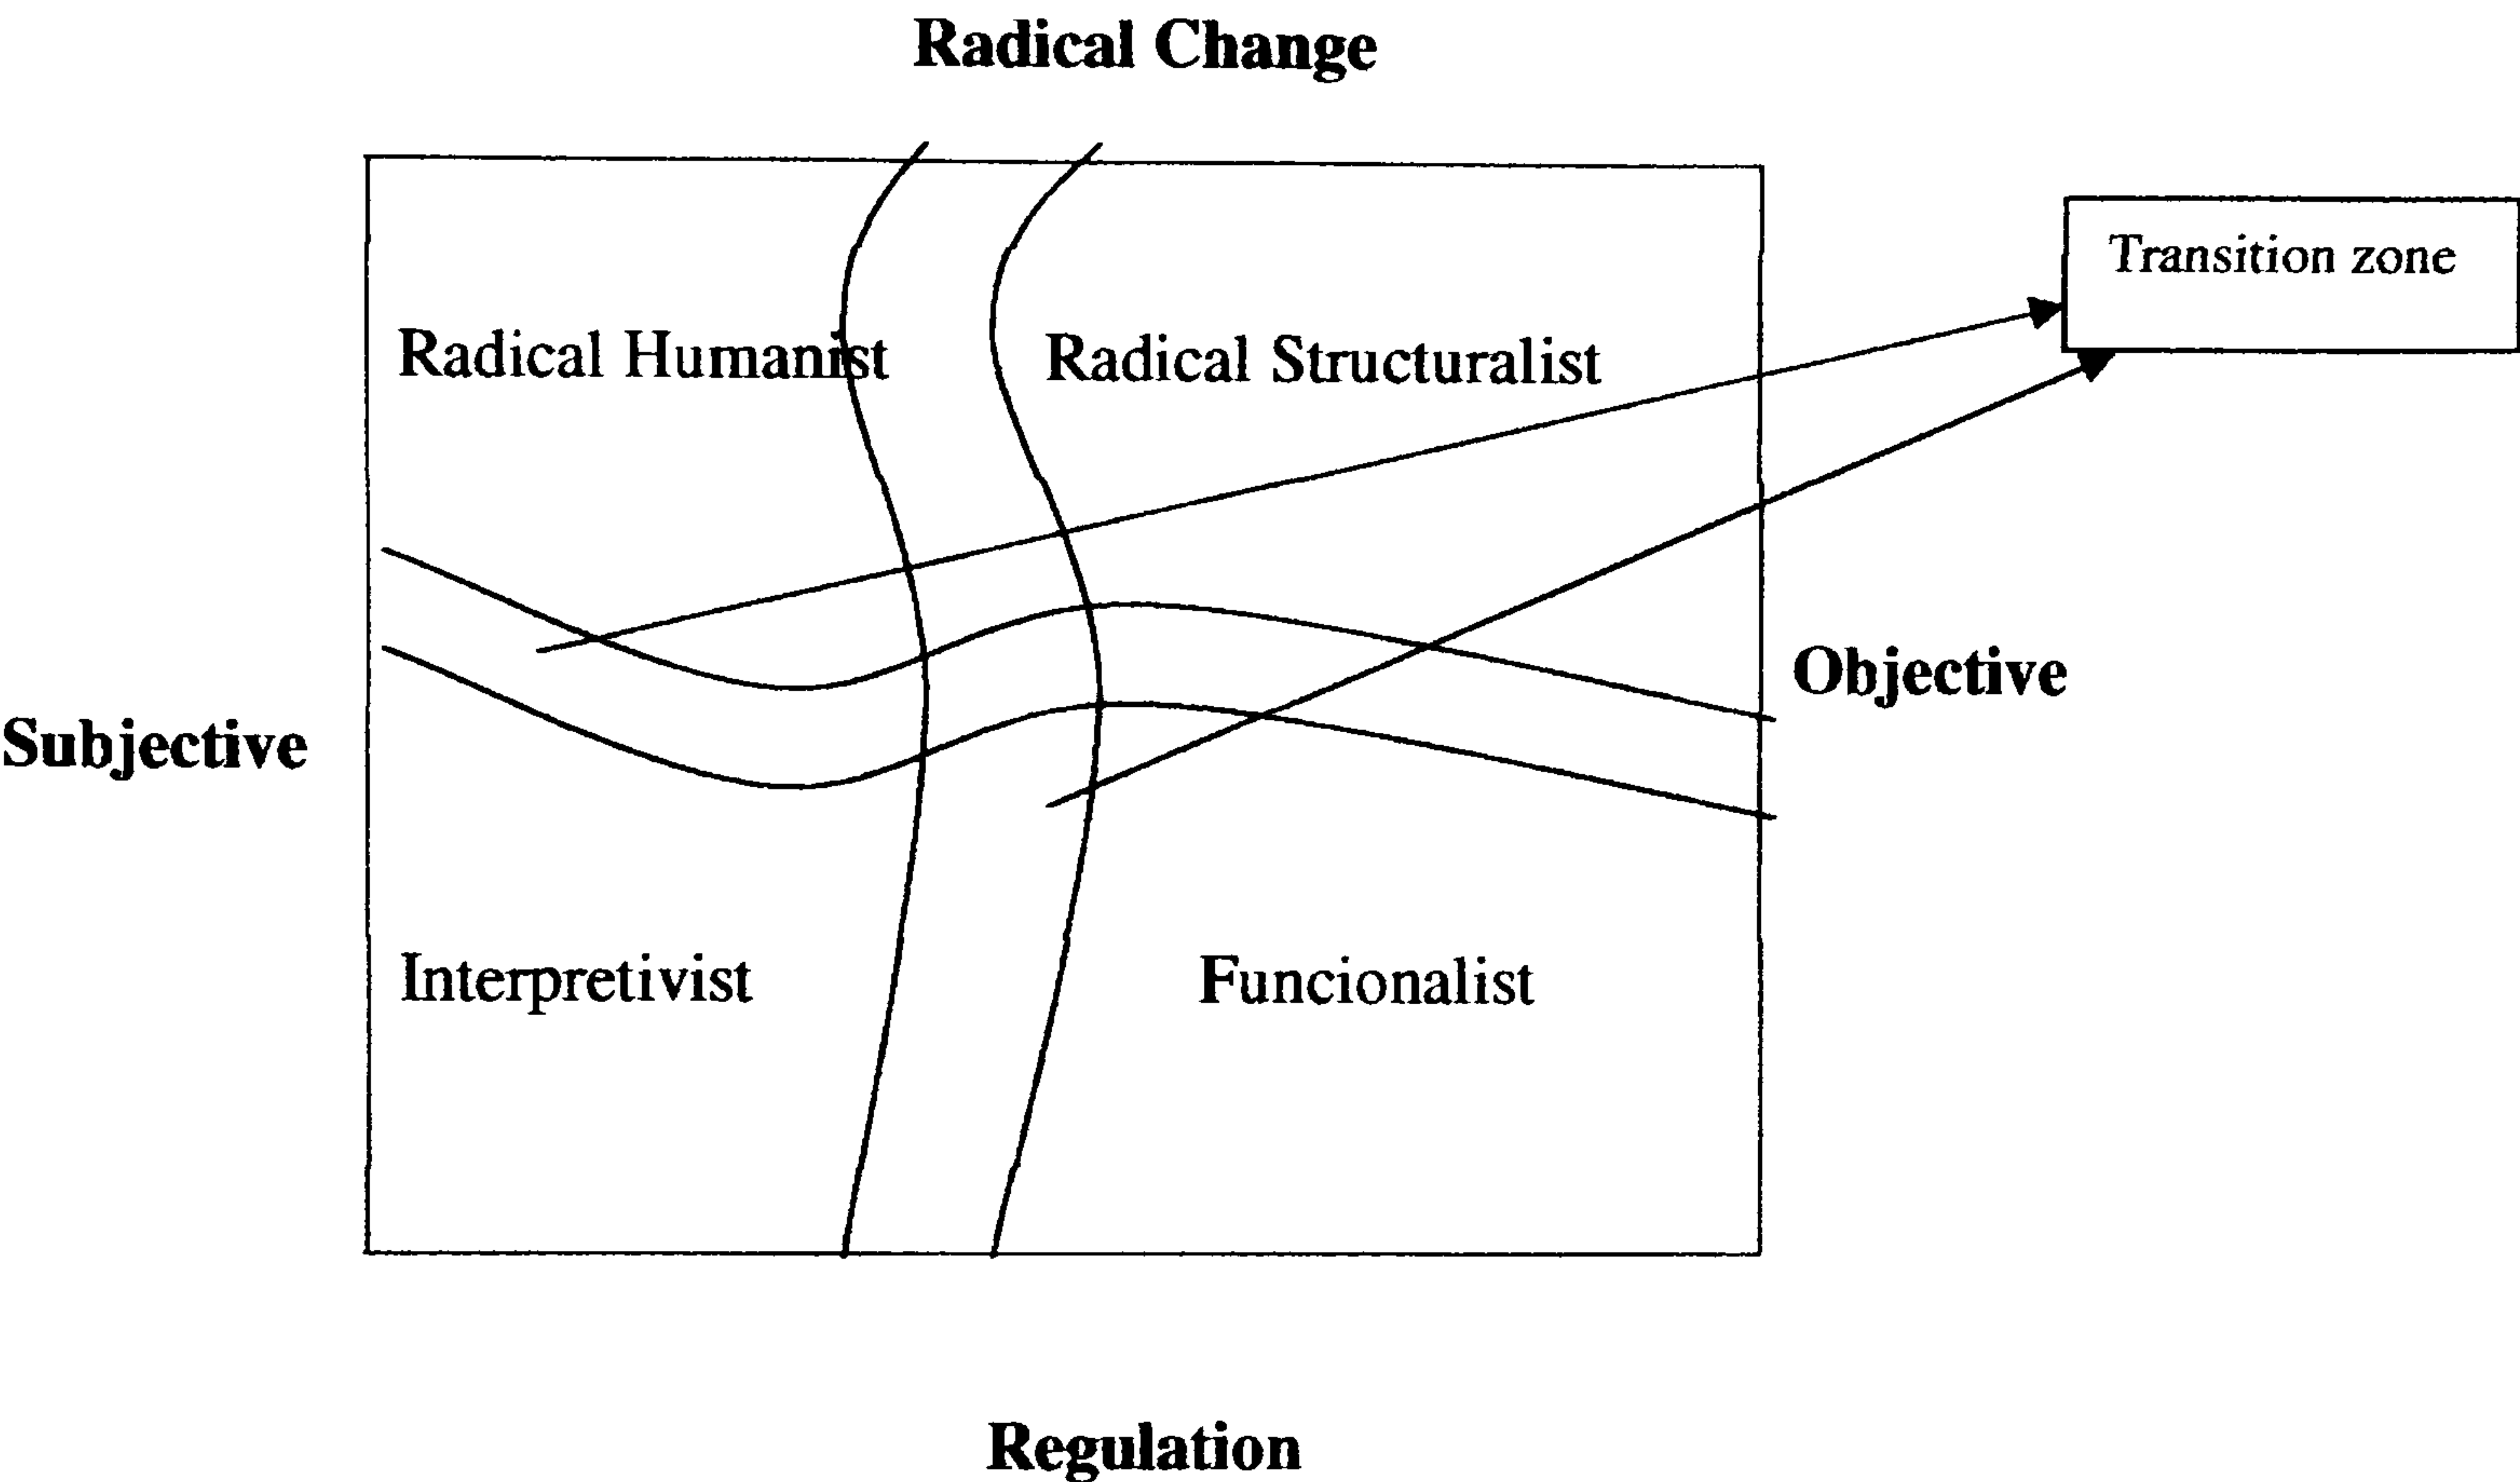 Radical Change
Transition zone
Radical Humanist
Radical Structuralist
Objective
Subjective
Interpretivist
Funcionalist
Regulation